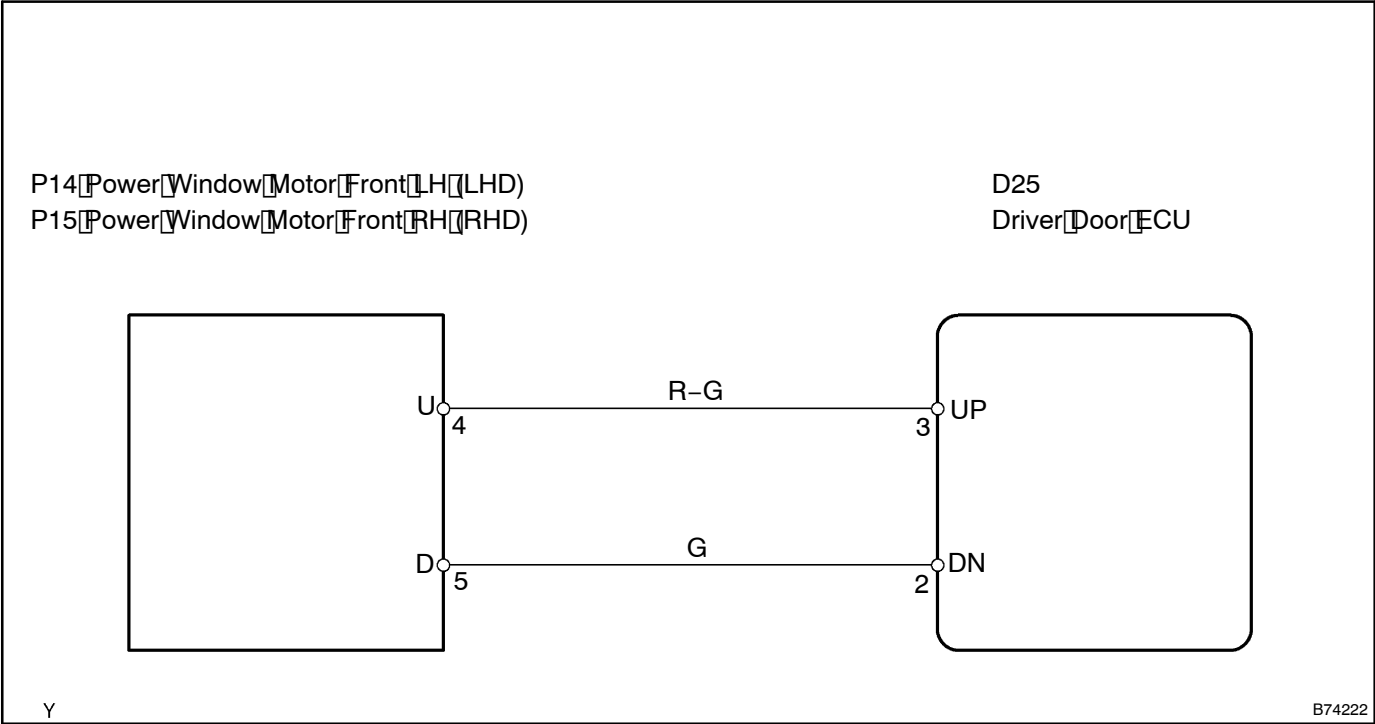 P14 Power Window Motor Front LH (LHD)
P15 Power Window Motor Front RH (RHD)
D25
Driver Door ECU
R−G
U
4
3
UP
G
D
5
2
DN
Y
B74222